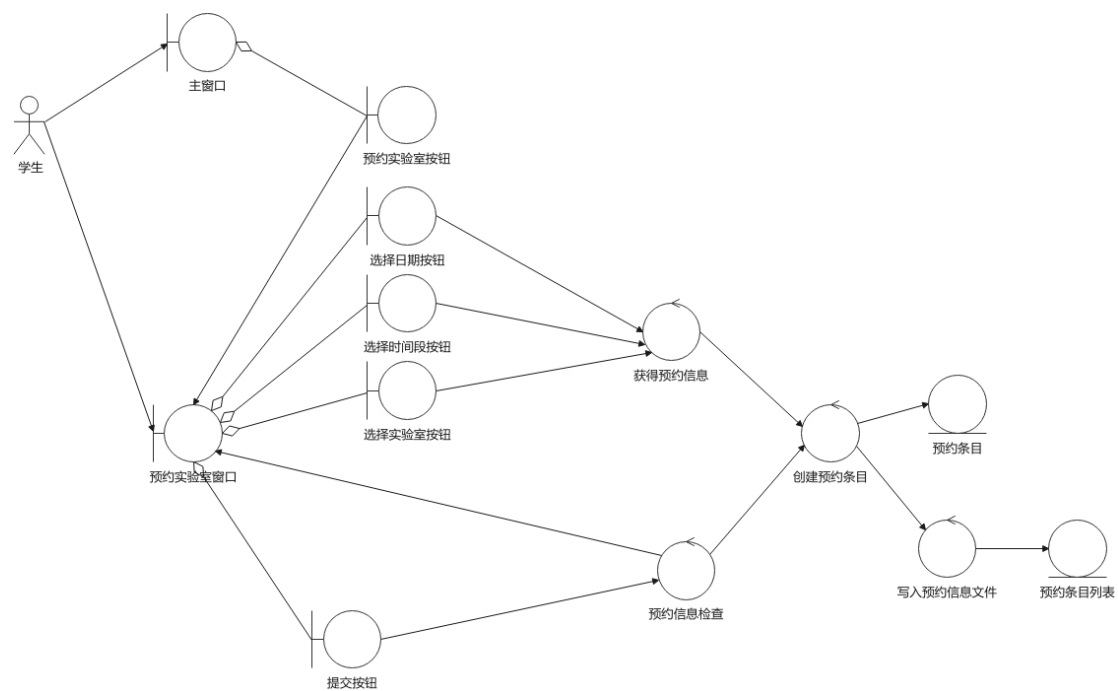 主窗口
学生
预约实验室按钮
选择日期按钮
选择时间段按钮
获得预约信息
选择实验室按钮
预约条目
预约实验室窗口
创建预约条目
写入预约信息文件
预约条目列表
预约信息检查
提交按钮